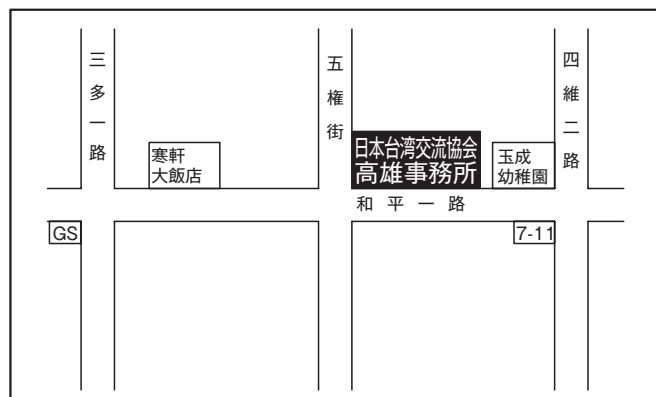 三多一路
五権街
四維二路
寒軒
大飯店
日本台湾交流協会
高雄事務所
玉成
幼稚園
和平一路
GS
7-11